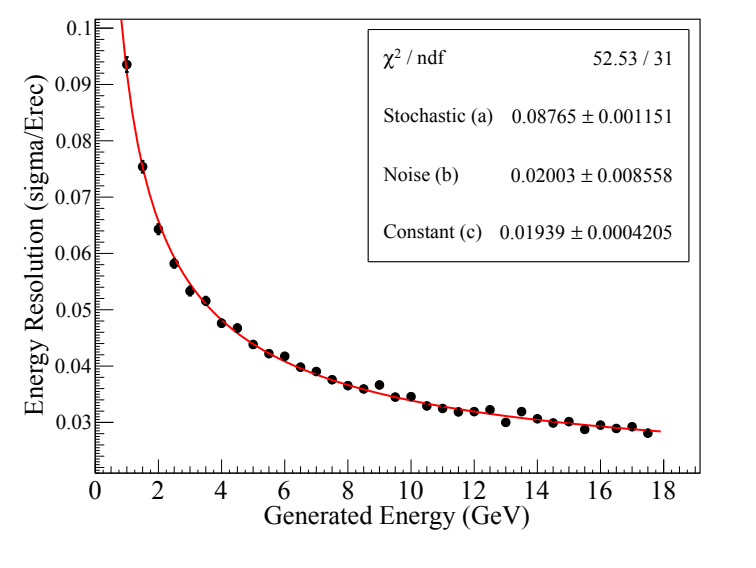 0.1
0.09
0.08
0.07
0.06
0.05
0.04
0.03
Energy Resolution (sigma/Erec)
χ² / ndf 52.53 / 31
Stochastic (a) 0.08765 ± 0.001151
Noise (b) 0.02003 ± 0.008558
Constant (c) 0.01939 ± 0.0004205
0 2 4 6 8 10 12 14 16 18
Generated Energy (GeV)